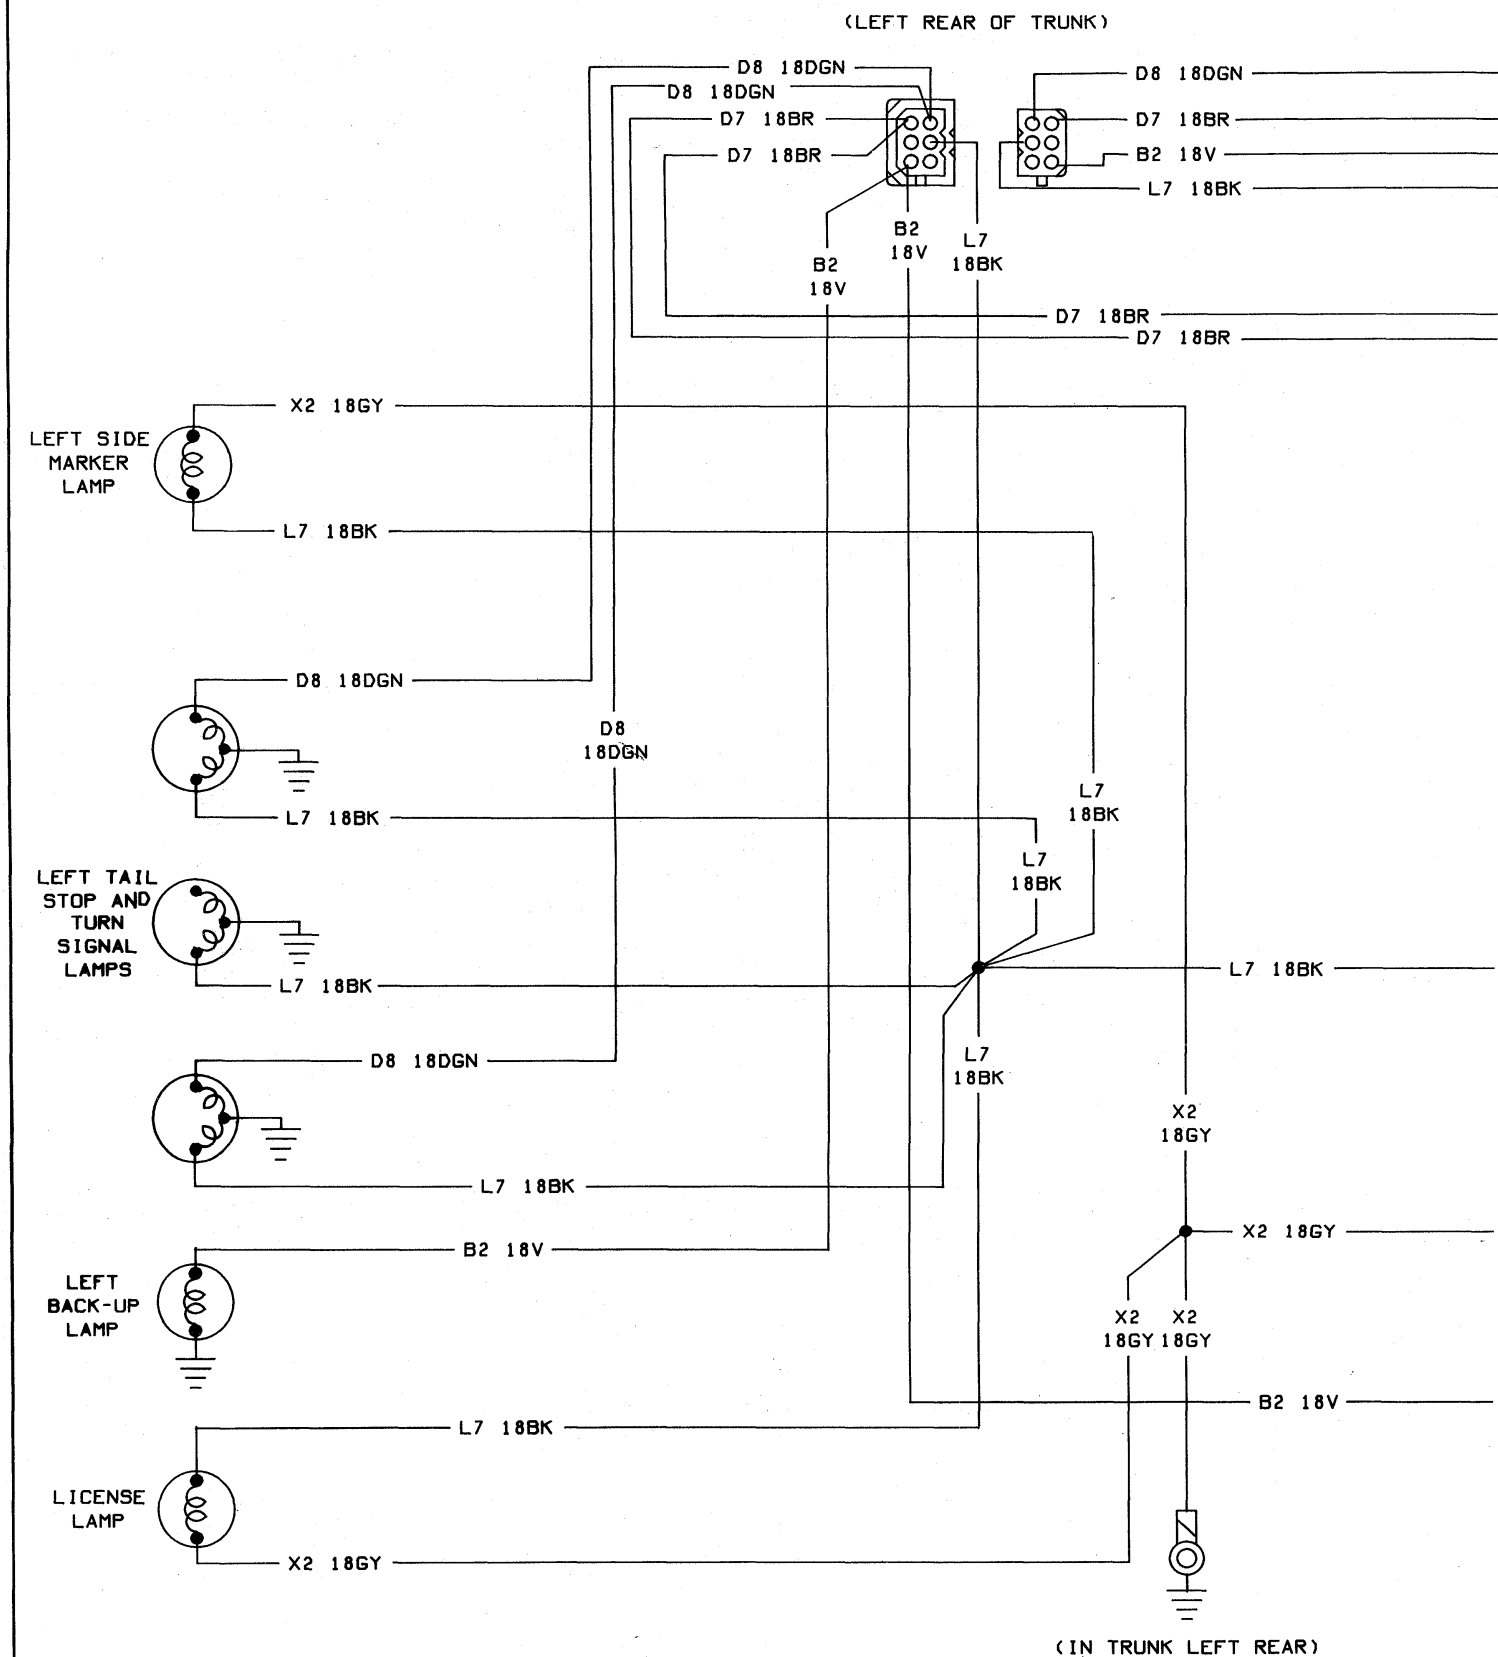 (LEFT REAR OF TRUNK)
D8 18DGN
D8 18DGN
D8 18DGN
D7 18BR
D7 18BR
D7 18BR
B2 18V
L7 18BK
B2
18V
L7
18BK
B2
18V
D7 18BR
D7 18BR
X2 18GY
LEFT SIDE
MARKER
LAMP
L7 18BK
D8 18DGN
D8
18DGN
L7
18BK
L7 18BK
L7
18BK
LEFT TAIL
STOP AND
TURN
SIGNAL
LAMPS
L7 18BK
L7 18BK
D8 18DGN
L7
18BK
X2
18GY
L7 18BK
X2 18GY
B2 18V
LEFT
BACK-UP
LAMP
X2
18GY
X2
18GY
B2 18V
L7 18BK
LICENSE
LAMP
X2 18GY
(IN TRUNK LEFT REAR)